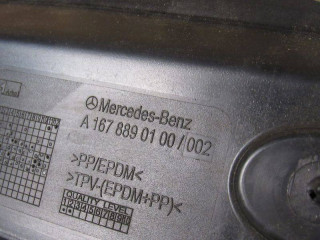 Mercedes-Benz
A 167 889 01 00 / 002
>PP/EPDM<
>TPV-(EPDM+PP)<
QUALITY LEVEL